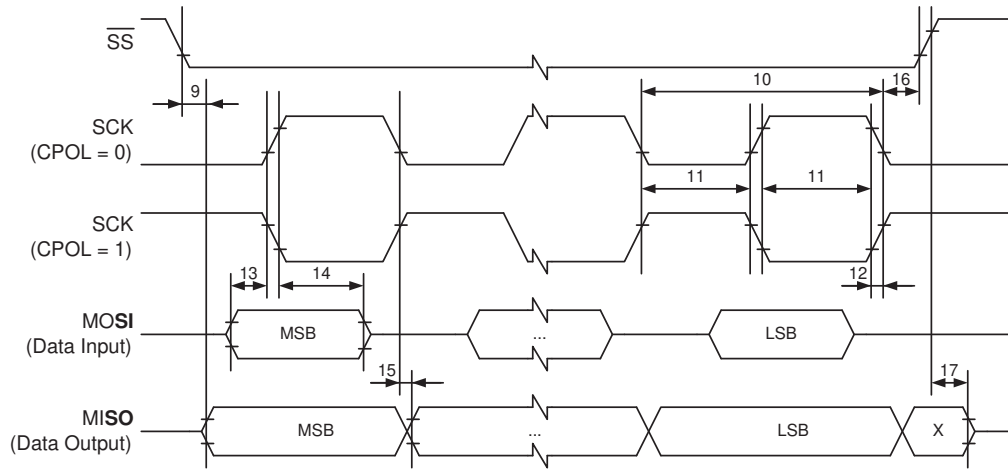 SS
10
16
9
SCK
(CPOL = 0)
11
11
SCK
(CPOL = 1)
13
14
12
MOSI
(Data Input)
MSB
...
LSB
15
17
MISO
(Data Output)
MSB
...
LSB
X